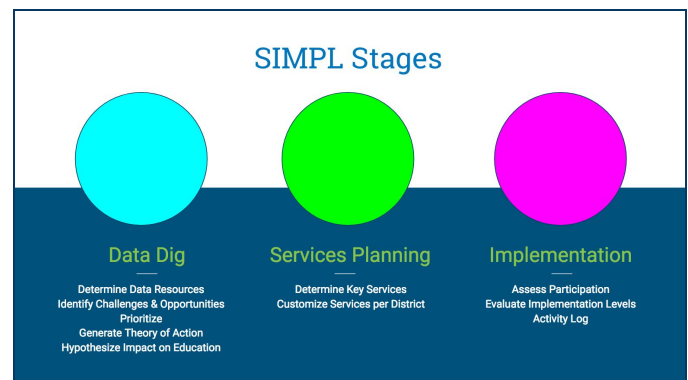 SIMPL Stages
Data Dig
Determine Data Resources
Identify Challenges & Opportunities
Prioritize
Generate Theory of Action
Hypothesize Impact on Education
Services Planning
Determine Key Services
Customize Services per District
Implementation
Assess Participation
Evaluate Implementation Levels
Activity Log